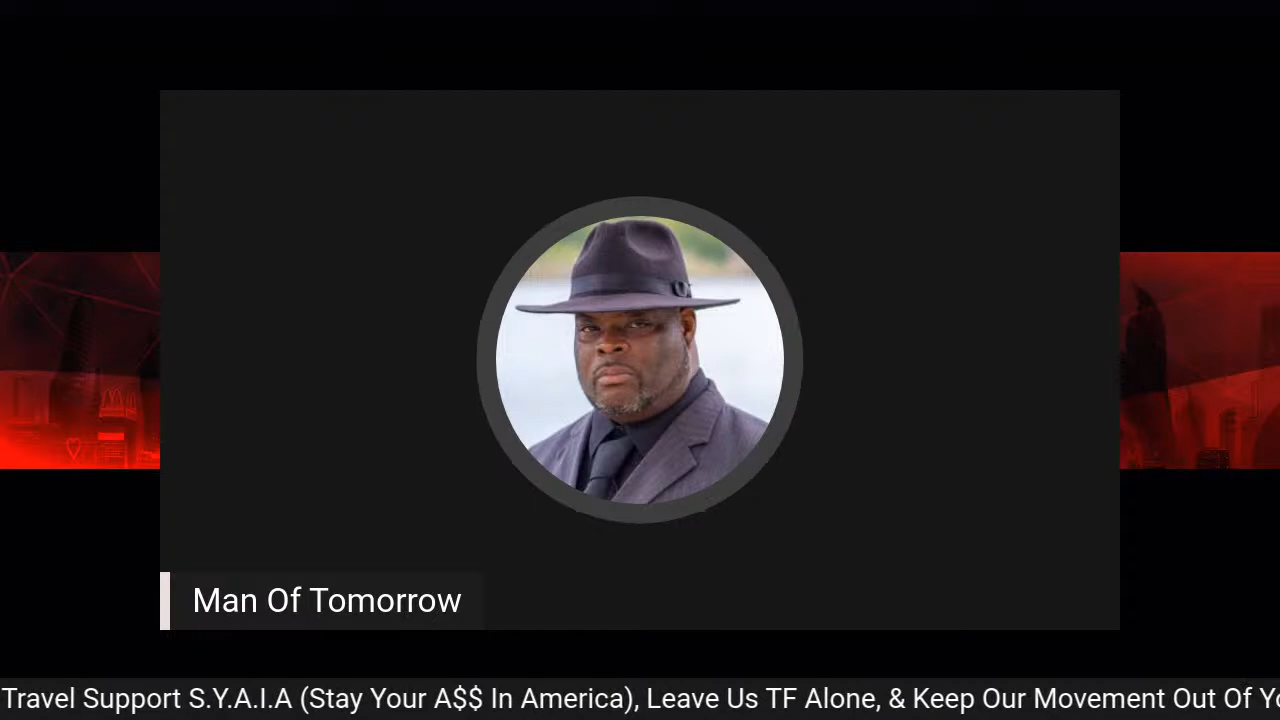 Man Of Tomorrow
Travel Support S.Y.A.I.A (Stay Your A$$ In America), Leave Us TF Alone, & Keep Our Movement Out Of